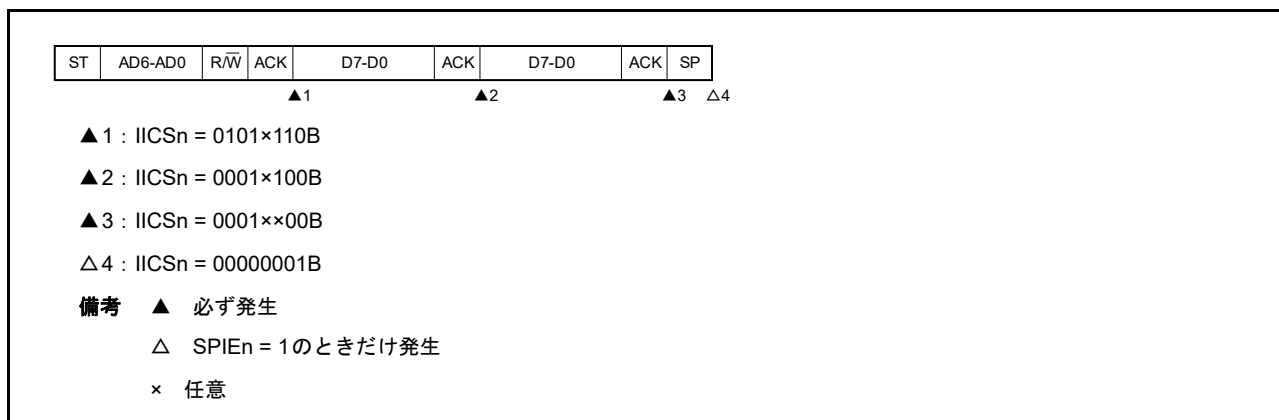 ST AD6-AD0 R/W̅ ACK D7-D0 ACK D7-D0 ACK SP
▲1 ▲2 ▲3 △4
▲1：IICSn = 0101×110B
▲2：IICSn = 0001×100B
▲3：IICSn = 0001××00B
△4：IICSn = 00000001B
備考 ▲ 必ず発生
△ SPIEn = 1のときだけ発生
× 任意